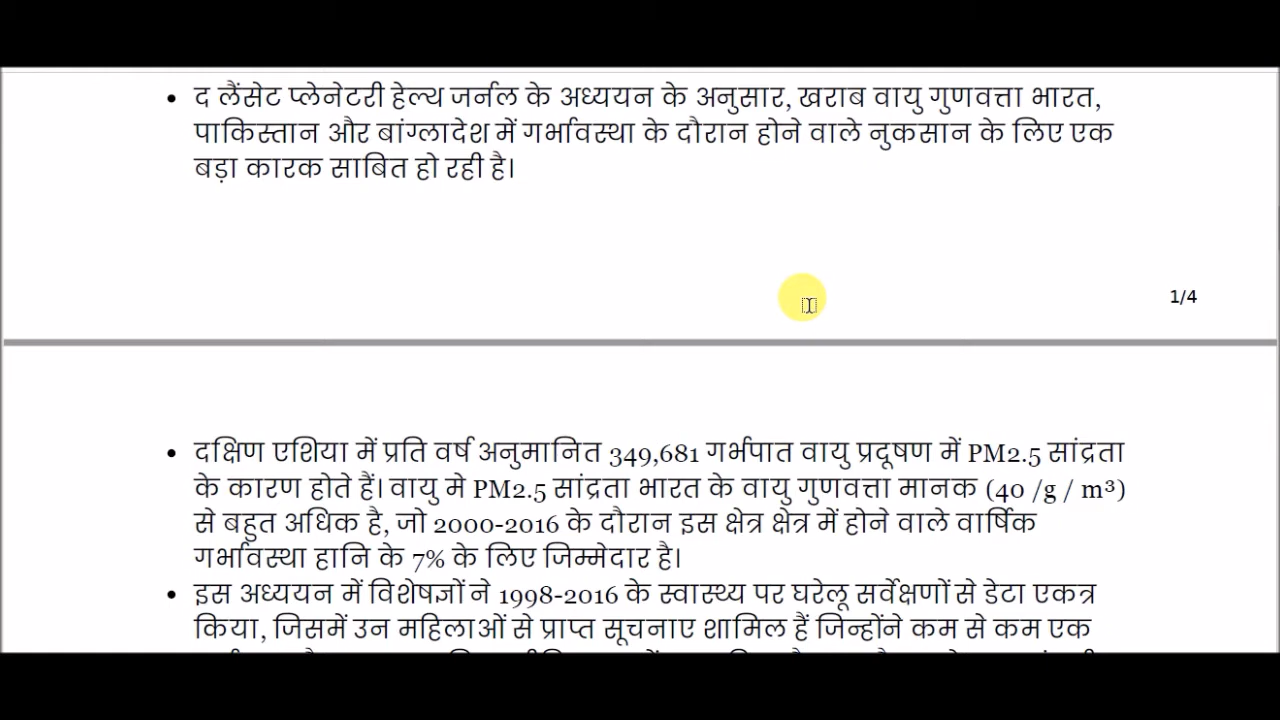 • द लैंसेट प्लेनेटरी हेल्थ जर्नल के अध्ययन के अनुसार, खराब वायु गुणवत्ता भारत,
पाकिस्तान और बांग्लादेश में गर्भावस्था के दौरान होने वाले नुकसान के लिए एक
बड़ा कारक साबित हो रही है।
1/4
• दक्षिण एशिया में प्रति वर्ष अनुमानित 349,681 गर्भपात वायु प्रदूषण में PM2.5 सांद्रता
के कारण होते हैं। वायु मे PM2.5 सांद्रता भारत के वायु गुणवत्ता मानक (40 /g / m³)
से बहुत अधिक है, जो 2000-2016 के दौरान इस क्षेत्र क्षेत्र में होने वाले वार्षिक
गर्भावस्था हानि के 7% के लिए जिम्मेदार है।
• इस अध्ययन में विशेषज्ञों ने 1998-2016 के स्वास्थ्य पर घरेलू सर्वेक्षणों से डेटा एकत्र
किया, जिसमें उन महिलाओं से प्राप्त सूचनाए शामिल हैं जिन्होंने कम से कम एक